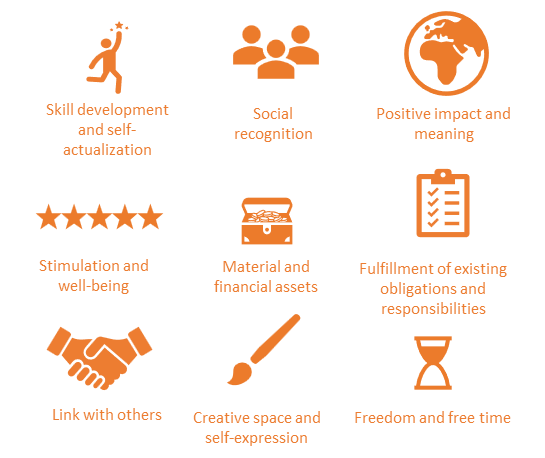 Skill development
and self-
actualization
Social
recognition
Positive impact and
meaning
Stimulation and
well-being
Material and
financial assets
Fulfillment of existing
obligations and
responsibilities
Link with others
Creative space and
self-expression
Freedom and free time